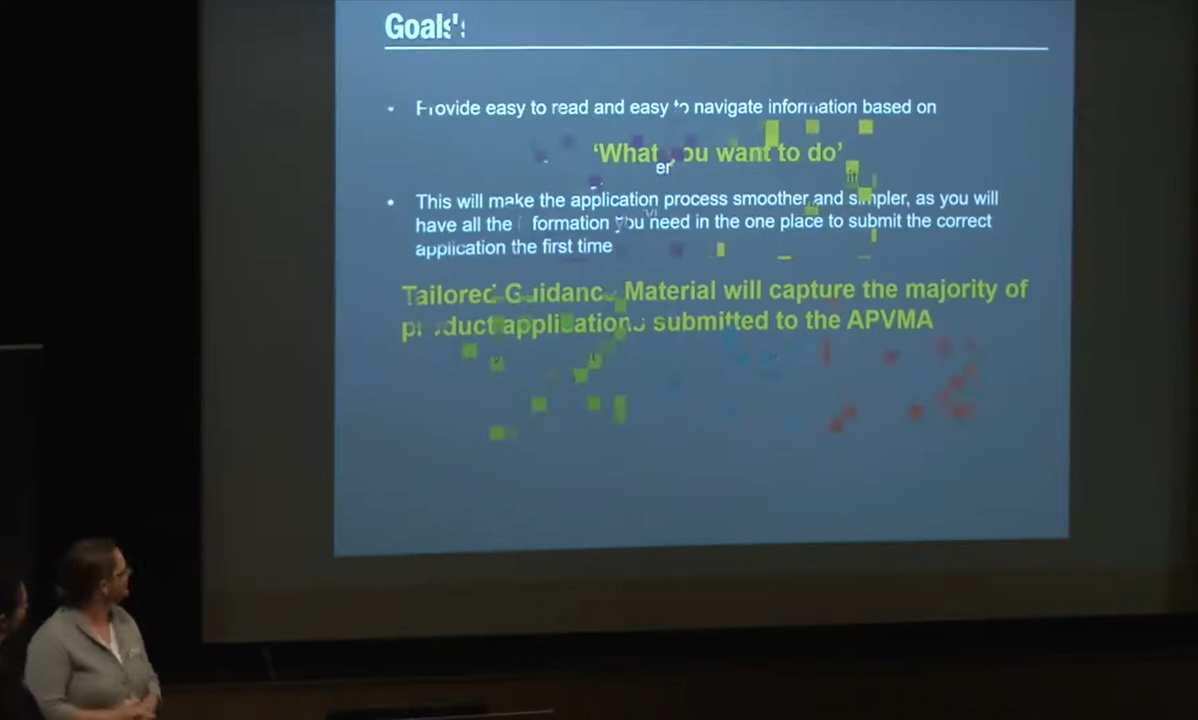 Goals
• Provide easy to read and easy to navigate information based on
‘What you want to do’
er
• This will make the application process smoother and simpler, as you will
have all the information you need in the one place to submit the correct
application the first time
Tailored Guidance Material will capture the majority of
product applications submitted to the APVMA